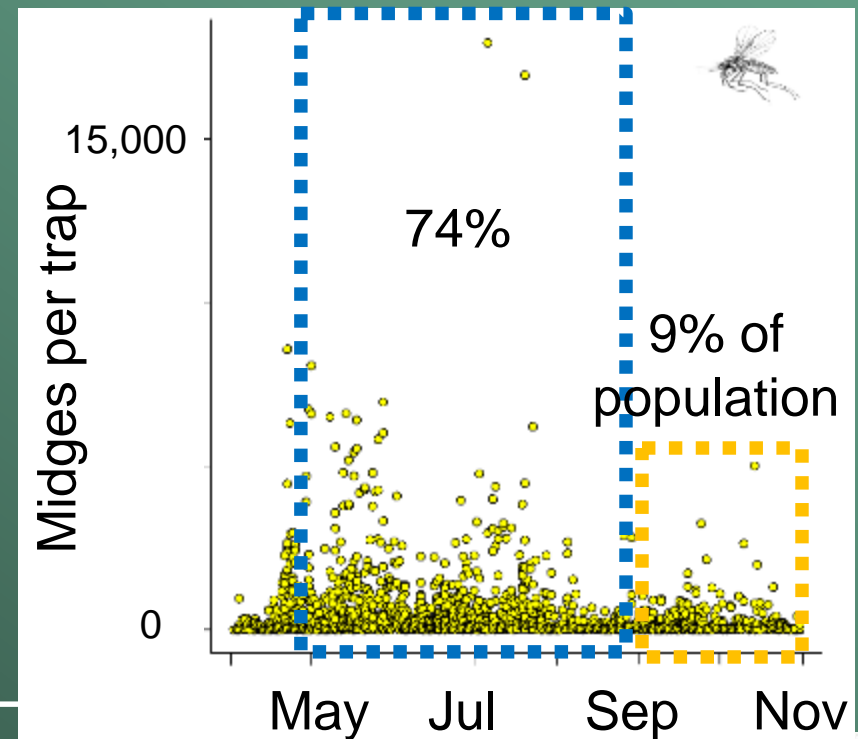 15,000
Midges per trap
74%
9% of
population
0
May Jul Sep Nov